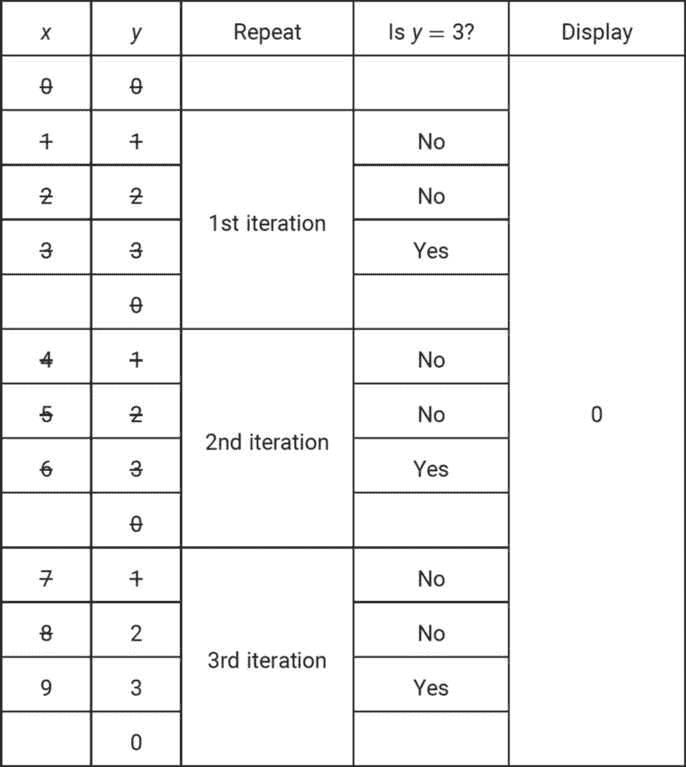 x y Repeat Is y = 3? Display
0 0
1 1 No
2 2 No
1st iteration
3 3 Yes
0
4 1 No
5 2 No 0
2nd iteration
6 3 Yes
0
7 1 No
8 2 No
3rd iteration
9 3 Yes
0